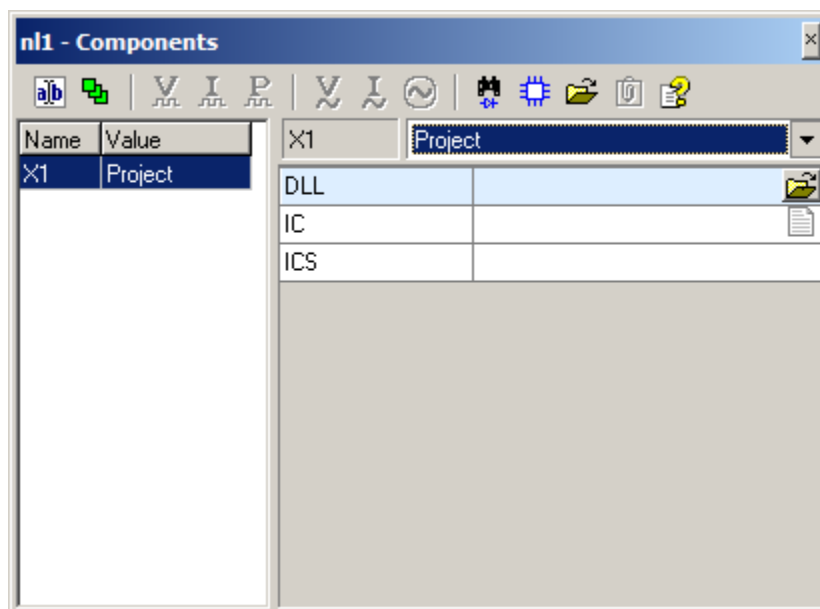 nl1 - Components
a b
V I P V I
Name Value
X1 Project
X1 Project
DLL
IC
ICS